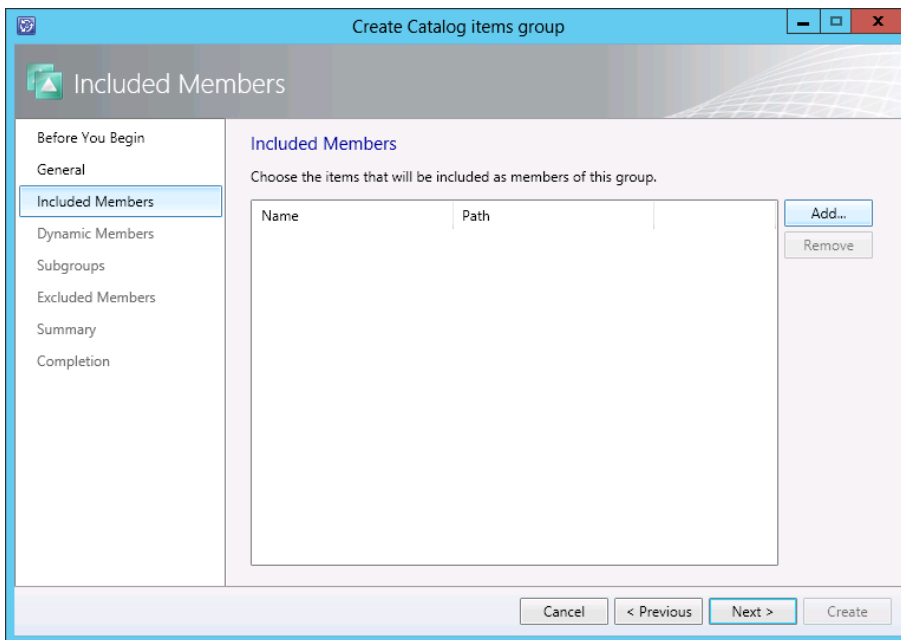 Create Catalog items group
Included Members
Before You Begin
General
Included Members
Dynamic Members
Subgroups
Excluded Members
Summary
Completion
Included Members
Choose the items that will be included as members of this group.
Name Path
Add...
Remove
Cancel < Previous Next > Create